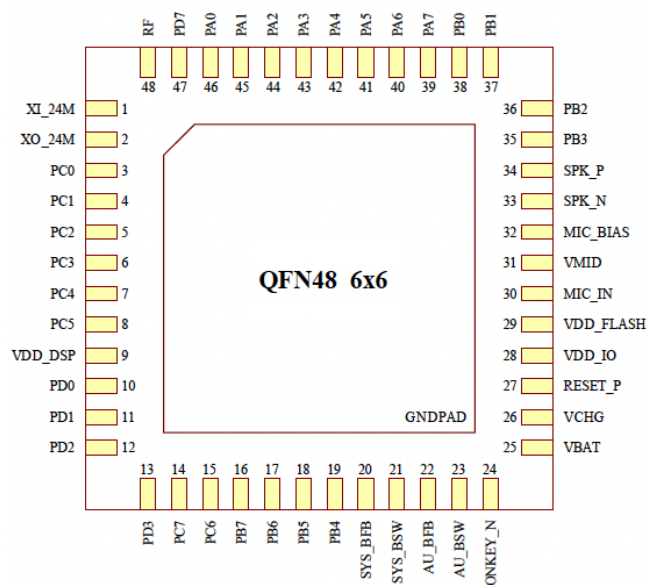 RF PD7 PA0 PA1 PA2 PA3 PA4 PA5 PA6 PA7 PB0 PB1
48 47 46 45 44 43 42 41 40 39 38 37
XI_24M 1 36 PB2
XO_24M 2 35 PB3
PC0 3 34 SPK_P
PC1 4 33 SPK_N
PC2 5 32 MIC_BIAS
PC3 6 31 VMID
QFN48 6x6
PC4 7 30 MIC_IN
PC5 8 29 VDD_FLASH
VDD_DSP 9 28 VDD_IO
PD0 10 27 RESET_P
PD1 11 GNDPAD 26 VCHG
PD2 12 25 VBAT
13 14 15 16 17 18 19 20 21 22 23 24
PD3 PC7 PC6 PB7 PB6 PB5 PB4 SYS_BFB SYS_BSW AU_BFB AU_BSW ONKEY_N